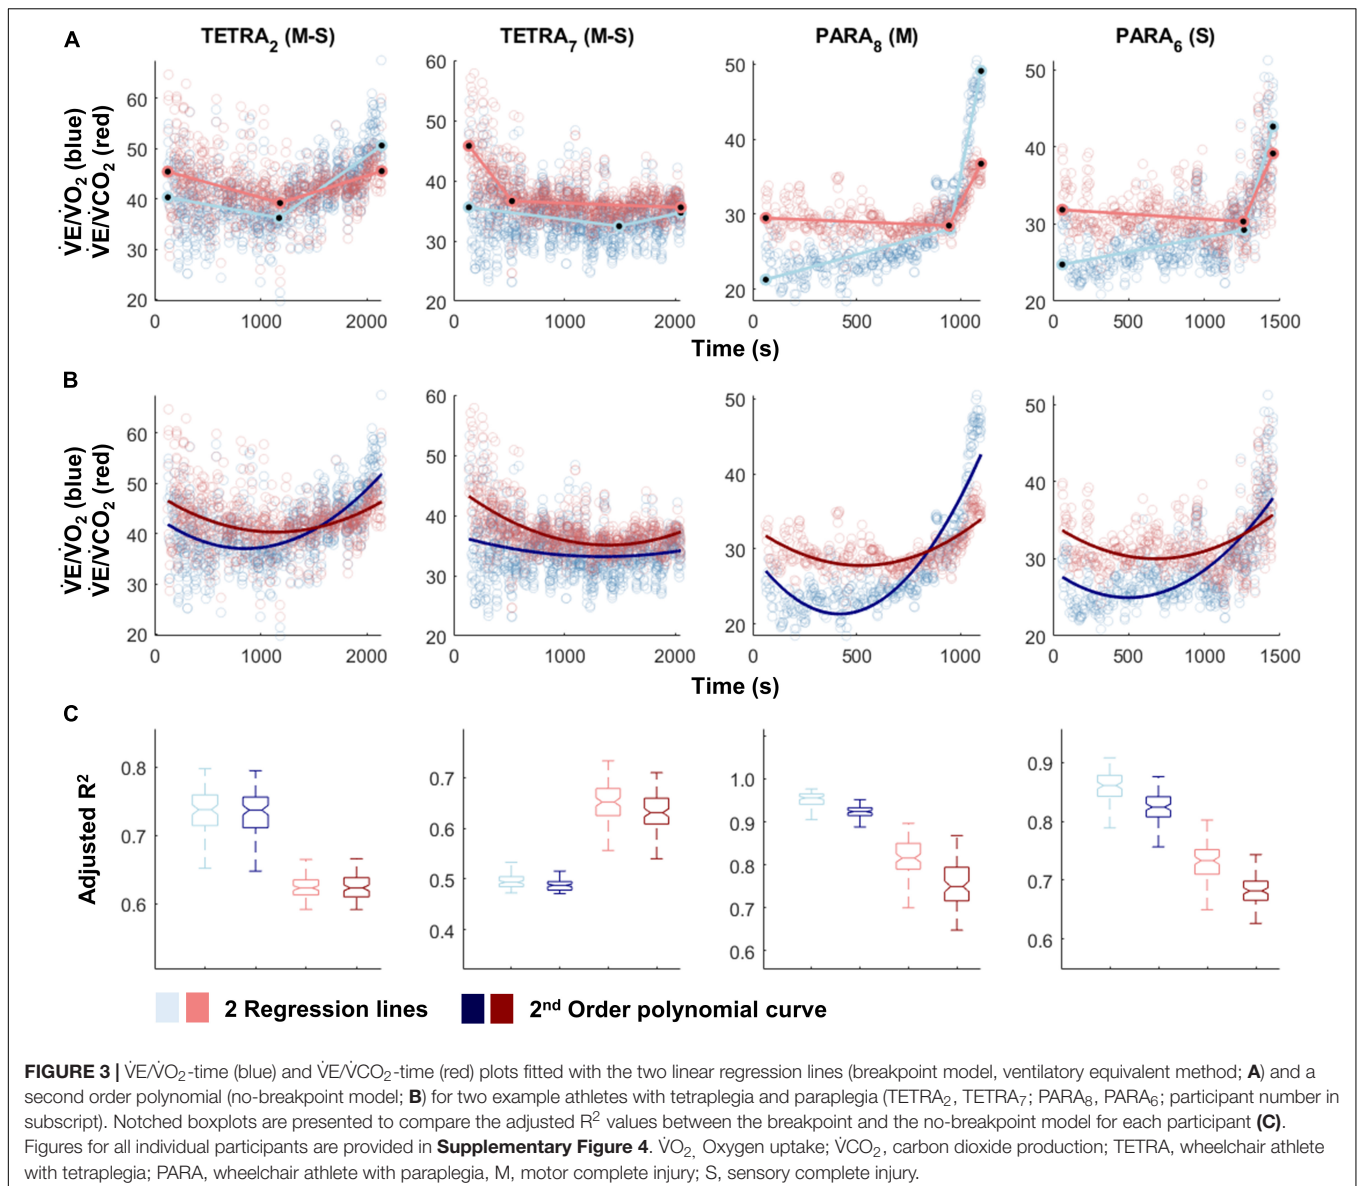 A
TETRA2 (M-S)
TETRA7 (M-S)
PARA8 (M)
PARA6 (S)
V̇E/V̇O2 (blue)
V̇E/V̇CO2 (red)
60
50
40
30
20
0 1000 2000
60
50
40
30
20
0 1000 2000
50
40
30
20
0 500 1000
50
40
30
20
0 500 1000 1500
Time (s)
B
V̇E/V̇O2 (blue)
V̇E/V̇CO2 (red)
60
50
40
30
20
0 1000 2000
60
50
40
30
20
0 1000 2000
50
40
30
20
0 500 1000
50
40
30
20
0 500 1000 1500
Time (s)
C
Adjusted R2
0.8
0.7
0.6
0.7
0.6
0.5
0.4
1.0
0.9
0.8
0.7
0.6
0.9
0.8
0.7
0.6
2 Regression lines
2nd Order polynomial curve
FIGURE 3 | V̇E/V̇O2-time (blue) and V̇E/V̇CO2-time (red) plots fitted with the two linear regression lines (breakpoint model, ventilatory equivalent method; A) and a
second order polynomial (no-breakpoint model; B) for two example athletes with tetraplegia and paraplegia (TETRA2, TETRA7; PARA8, PARA6; participant number in
subscript). Notched boxplots are presented to compare the adjusted R2 values between the breakpoint and the no-breakpoint model for each participant (C).
Figures for all individual participants are provided in Supplementary Figure 4. V̇O2, Oxygen uptake; V̇CO2, carbon dioxide production; TETRA, wheelchair athlete
with tetraplegia; PARA, wheelchair athlete with paraplegia, M, motor complete injury; S, sensory complete injury.